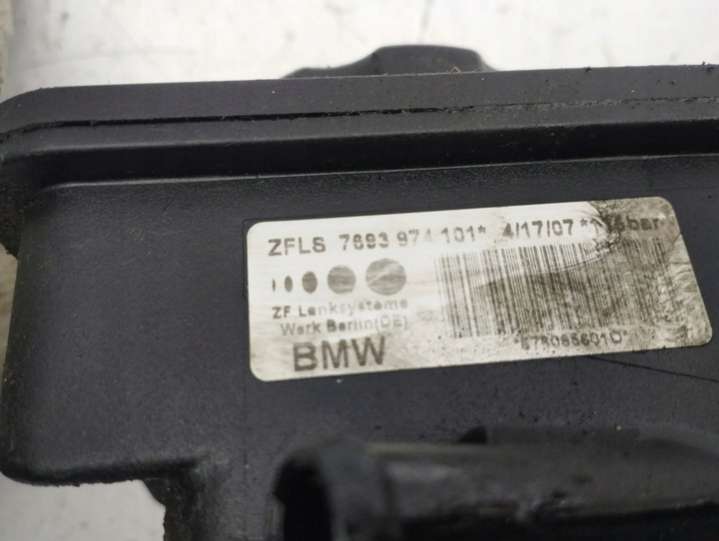 ZFLS 7693 974 101* 4/17/07
ZF Lenksysteme
Werk Berlin(DE)
BMW